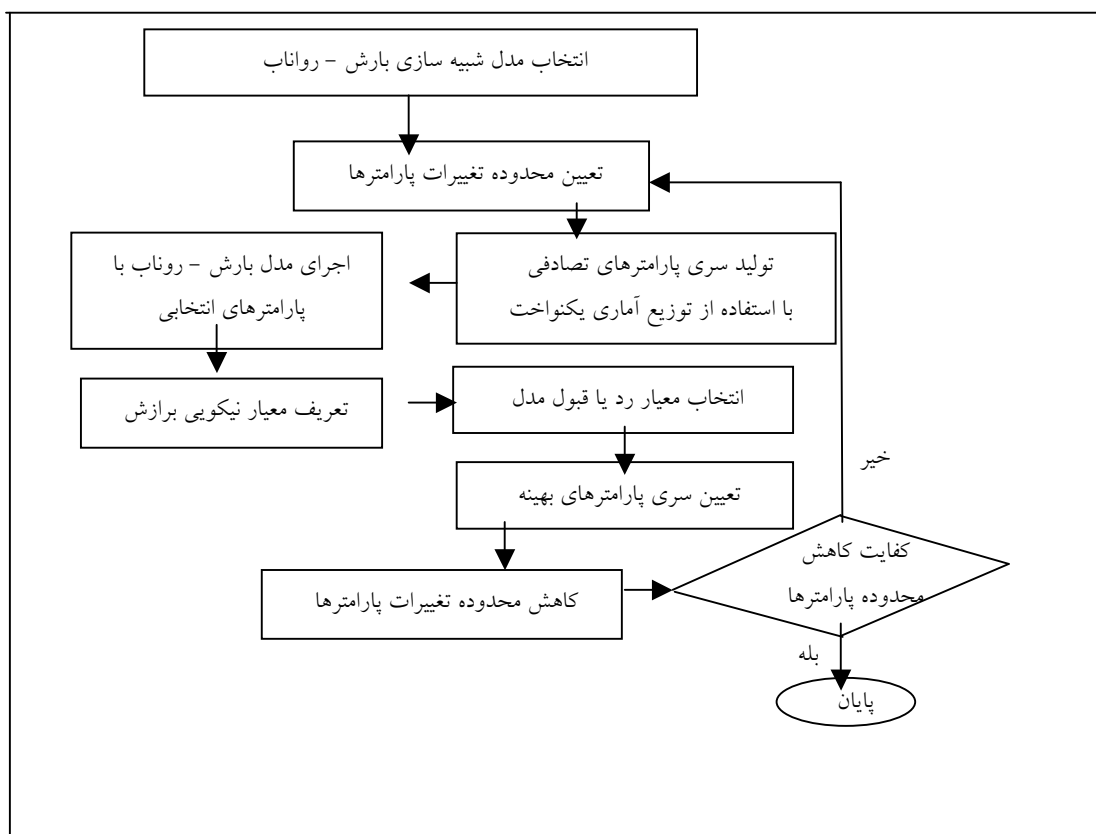 انتخاب مدل شبیه سازی بارش – رواناب
تعیین محدوده تغییرات پارامترها
تولید سری پارامترهای تصادفی
با استفاده از توزیع آماری یکنواخت
اجرای مدل بارش – روناب با
پارامترهای انتخابی
تعریف معیار نیکویی برازش
انتخاب معیار رد یا قبول مدل
تعیین سری پارامترهای بهینه
کاهش محدوده تغییرات پارامترها
کفایت کاهش
محدوده پارامترها
خیر
بله
پایان